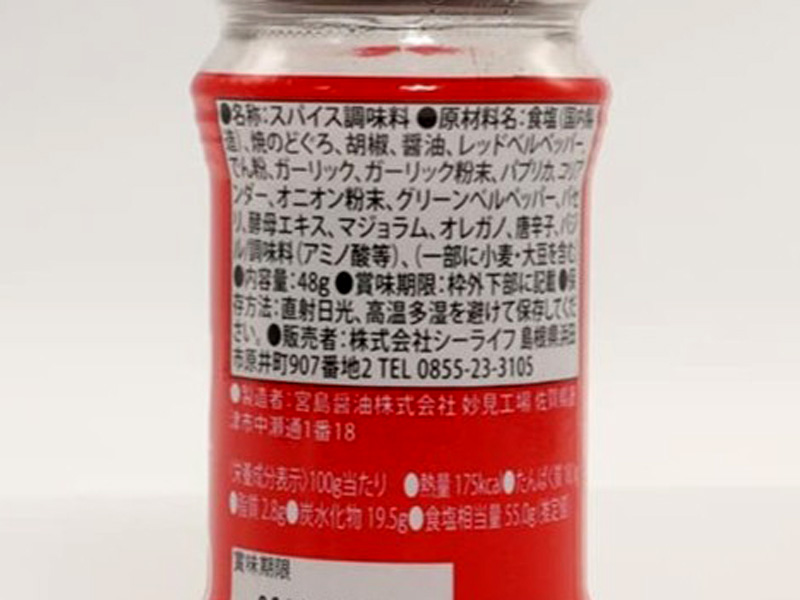 ●名称:スパイス調味料 ●原材料名:食塩(国内製
造)、焼のどぐろ、胡椒、醤油、レッドベルペッパー、
でん粉、ガーリック、ガーリック粉末、パプリカ、コリア
ンダー、オニオン粉末、グリーンベルペッパー、パセ
リ、酵母エキス、マジョラム、オレガノ、唐辛子、バジ
ル/調味料(アミノ酸等)、(一部に小麦・大豆を含む)
●内容量:48g ●賞味期限:枠外下部に記載 ●保
存方法:直射日光、高温多湿を避けて保存してくだ
さい。 ●販売者:株式会社シーライフ 島根県浜田
市原井町907番地2 TEL 0855-23-3105
●製造者:宮島醤油株式会社 妙見工場 佐賀県唐
津市中瀬通1番18
(栄養成分表示)100g当たり ●熱量 175kcal ●たんぱく質
●脂質 2.8g ●炭水化物 19.5g ●食塩相当量 55.0g(推定値)
賞味期限